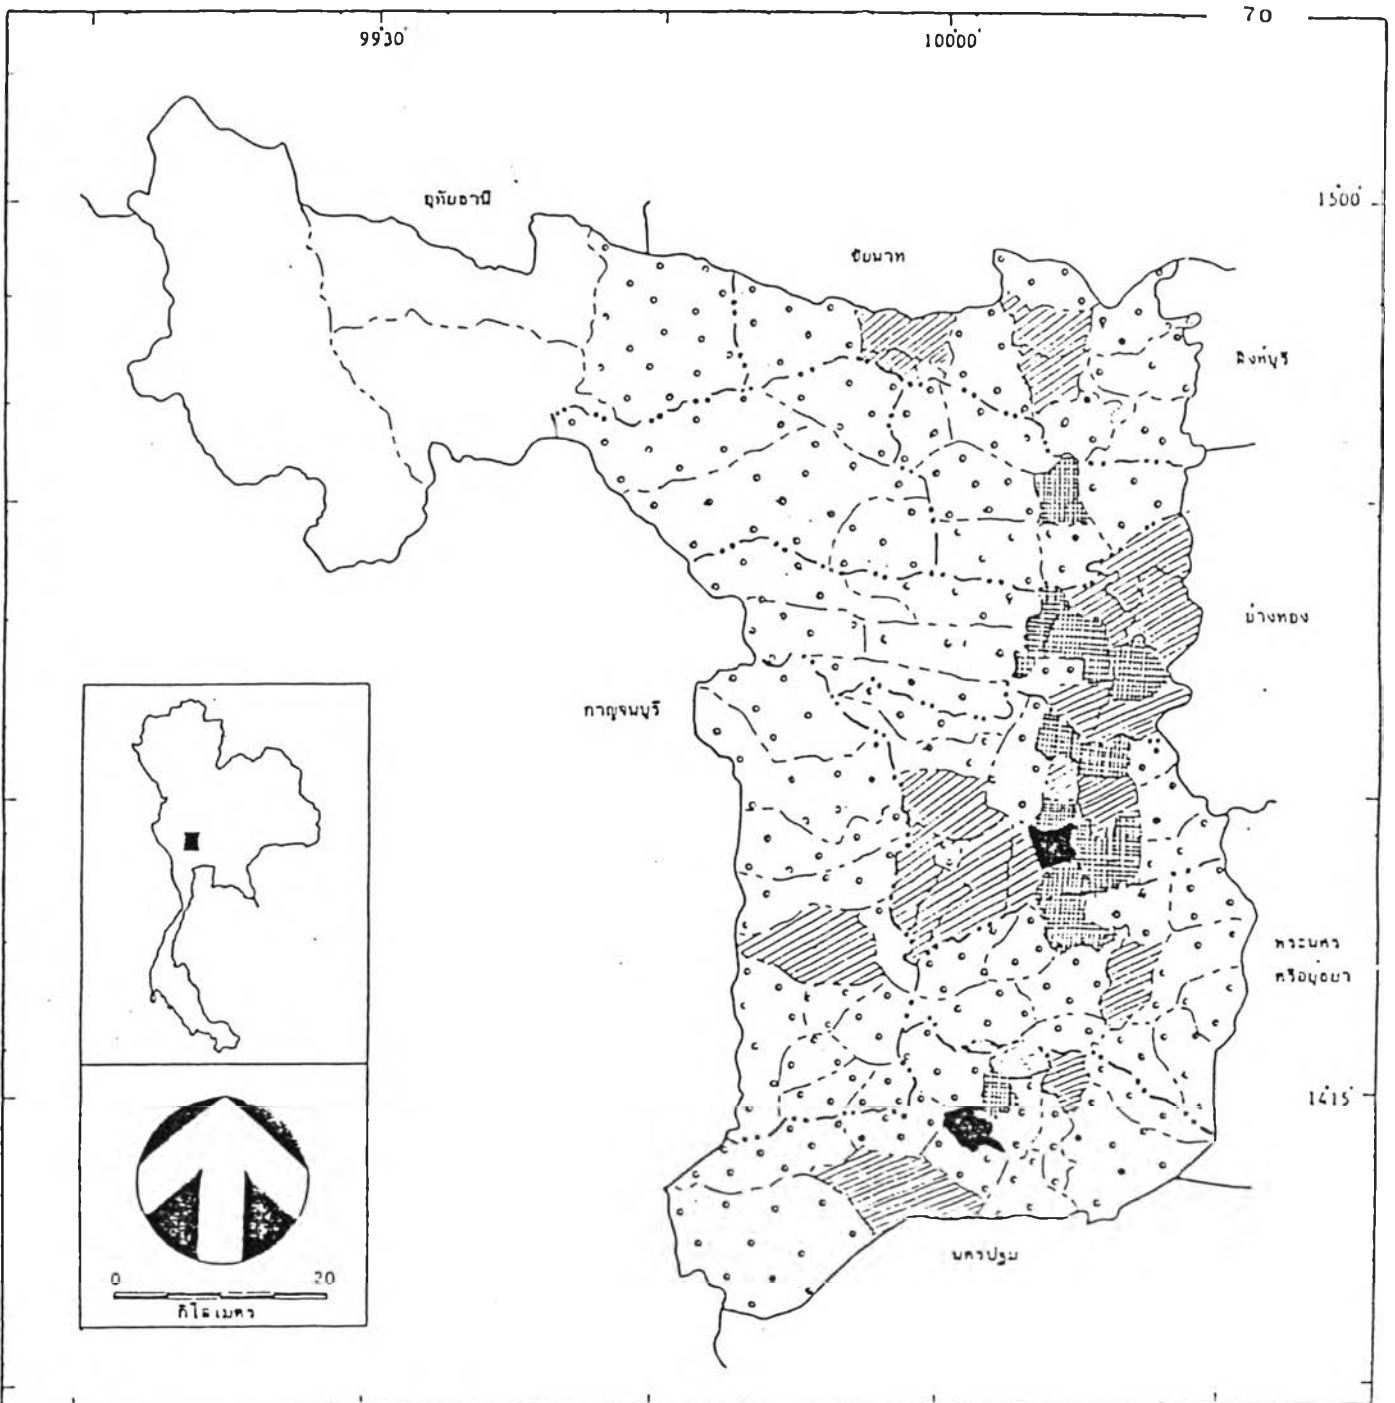 70
99°30'
100°00'
อุทัยธานี
15°00'
ชัยนาท
สิงห์บุรี
อ่างทอง
กาญจนบุรี
พระนคร
ศรีอยุธยา
14°15'
นครปฐม
0 20
กิโลเมตร